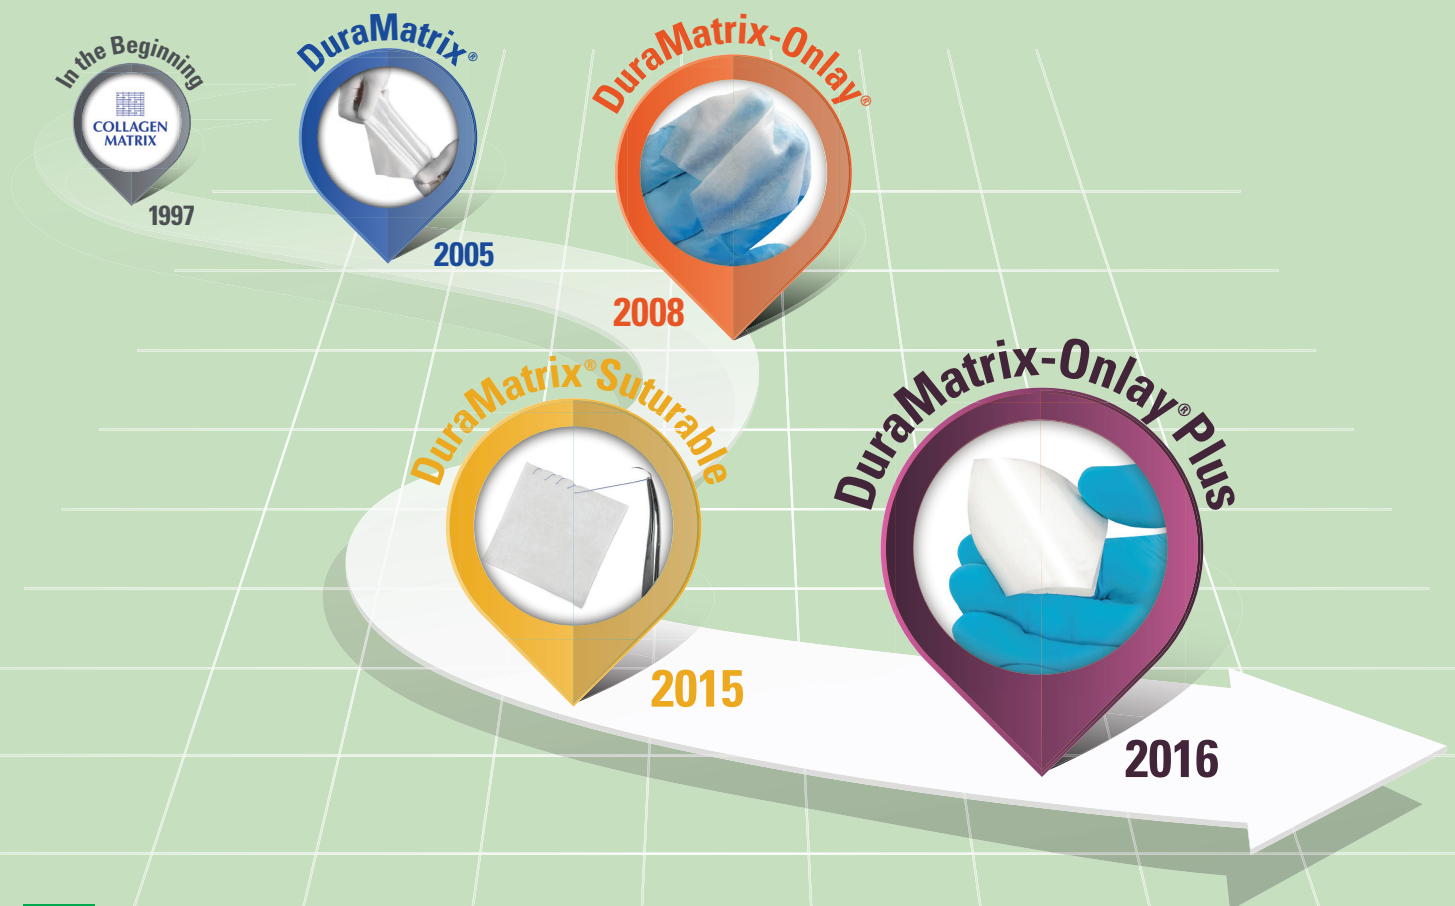 In the Beginning
COLLAGEN
MATRIX
1997
DuraMatrix®
2005
DuraMatrix-Onlay®
2008
DuraMatrix® Suturable
2015
DuraMatrix-Onlay® Plus
2016